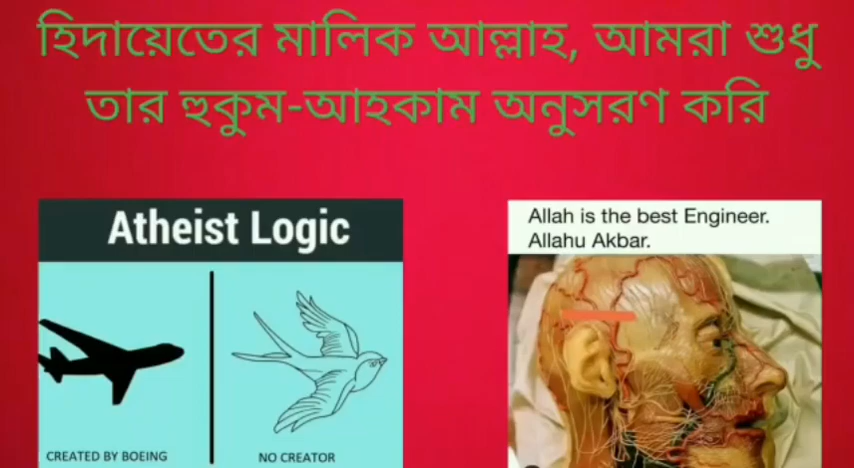 হিদায়েতের মালিক আল্লাহ, আমরা শুধু
তার হুকুম-আহকাম অনুসরণ করি
Atheist Logic
CREATED BY BOEING
NO CREATOR
Allah is the best Engineer.
Allahu Akbar.